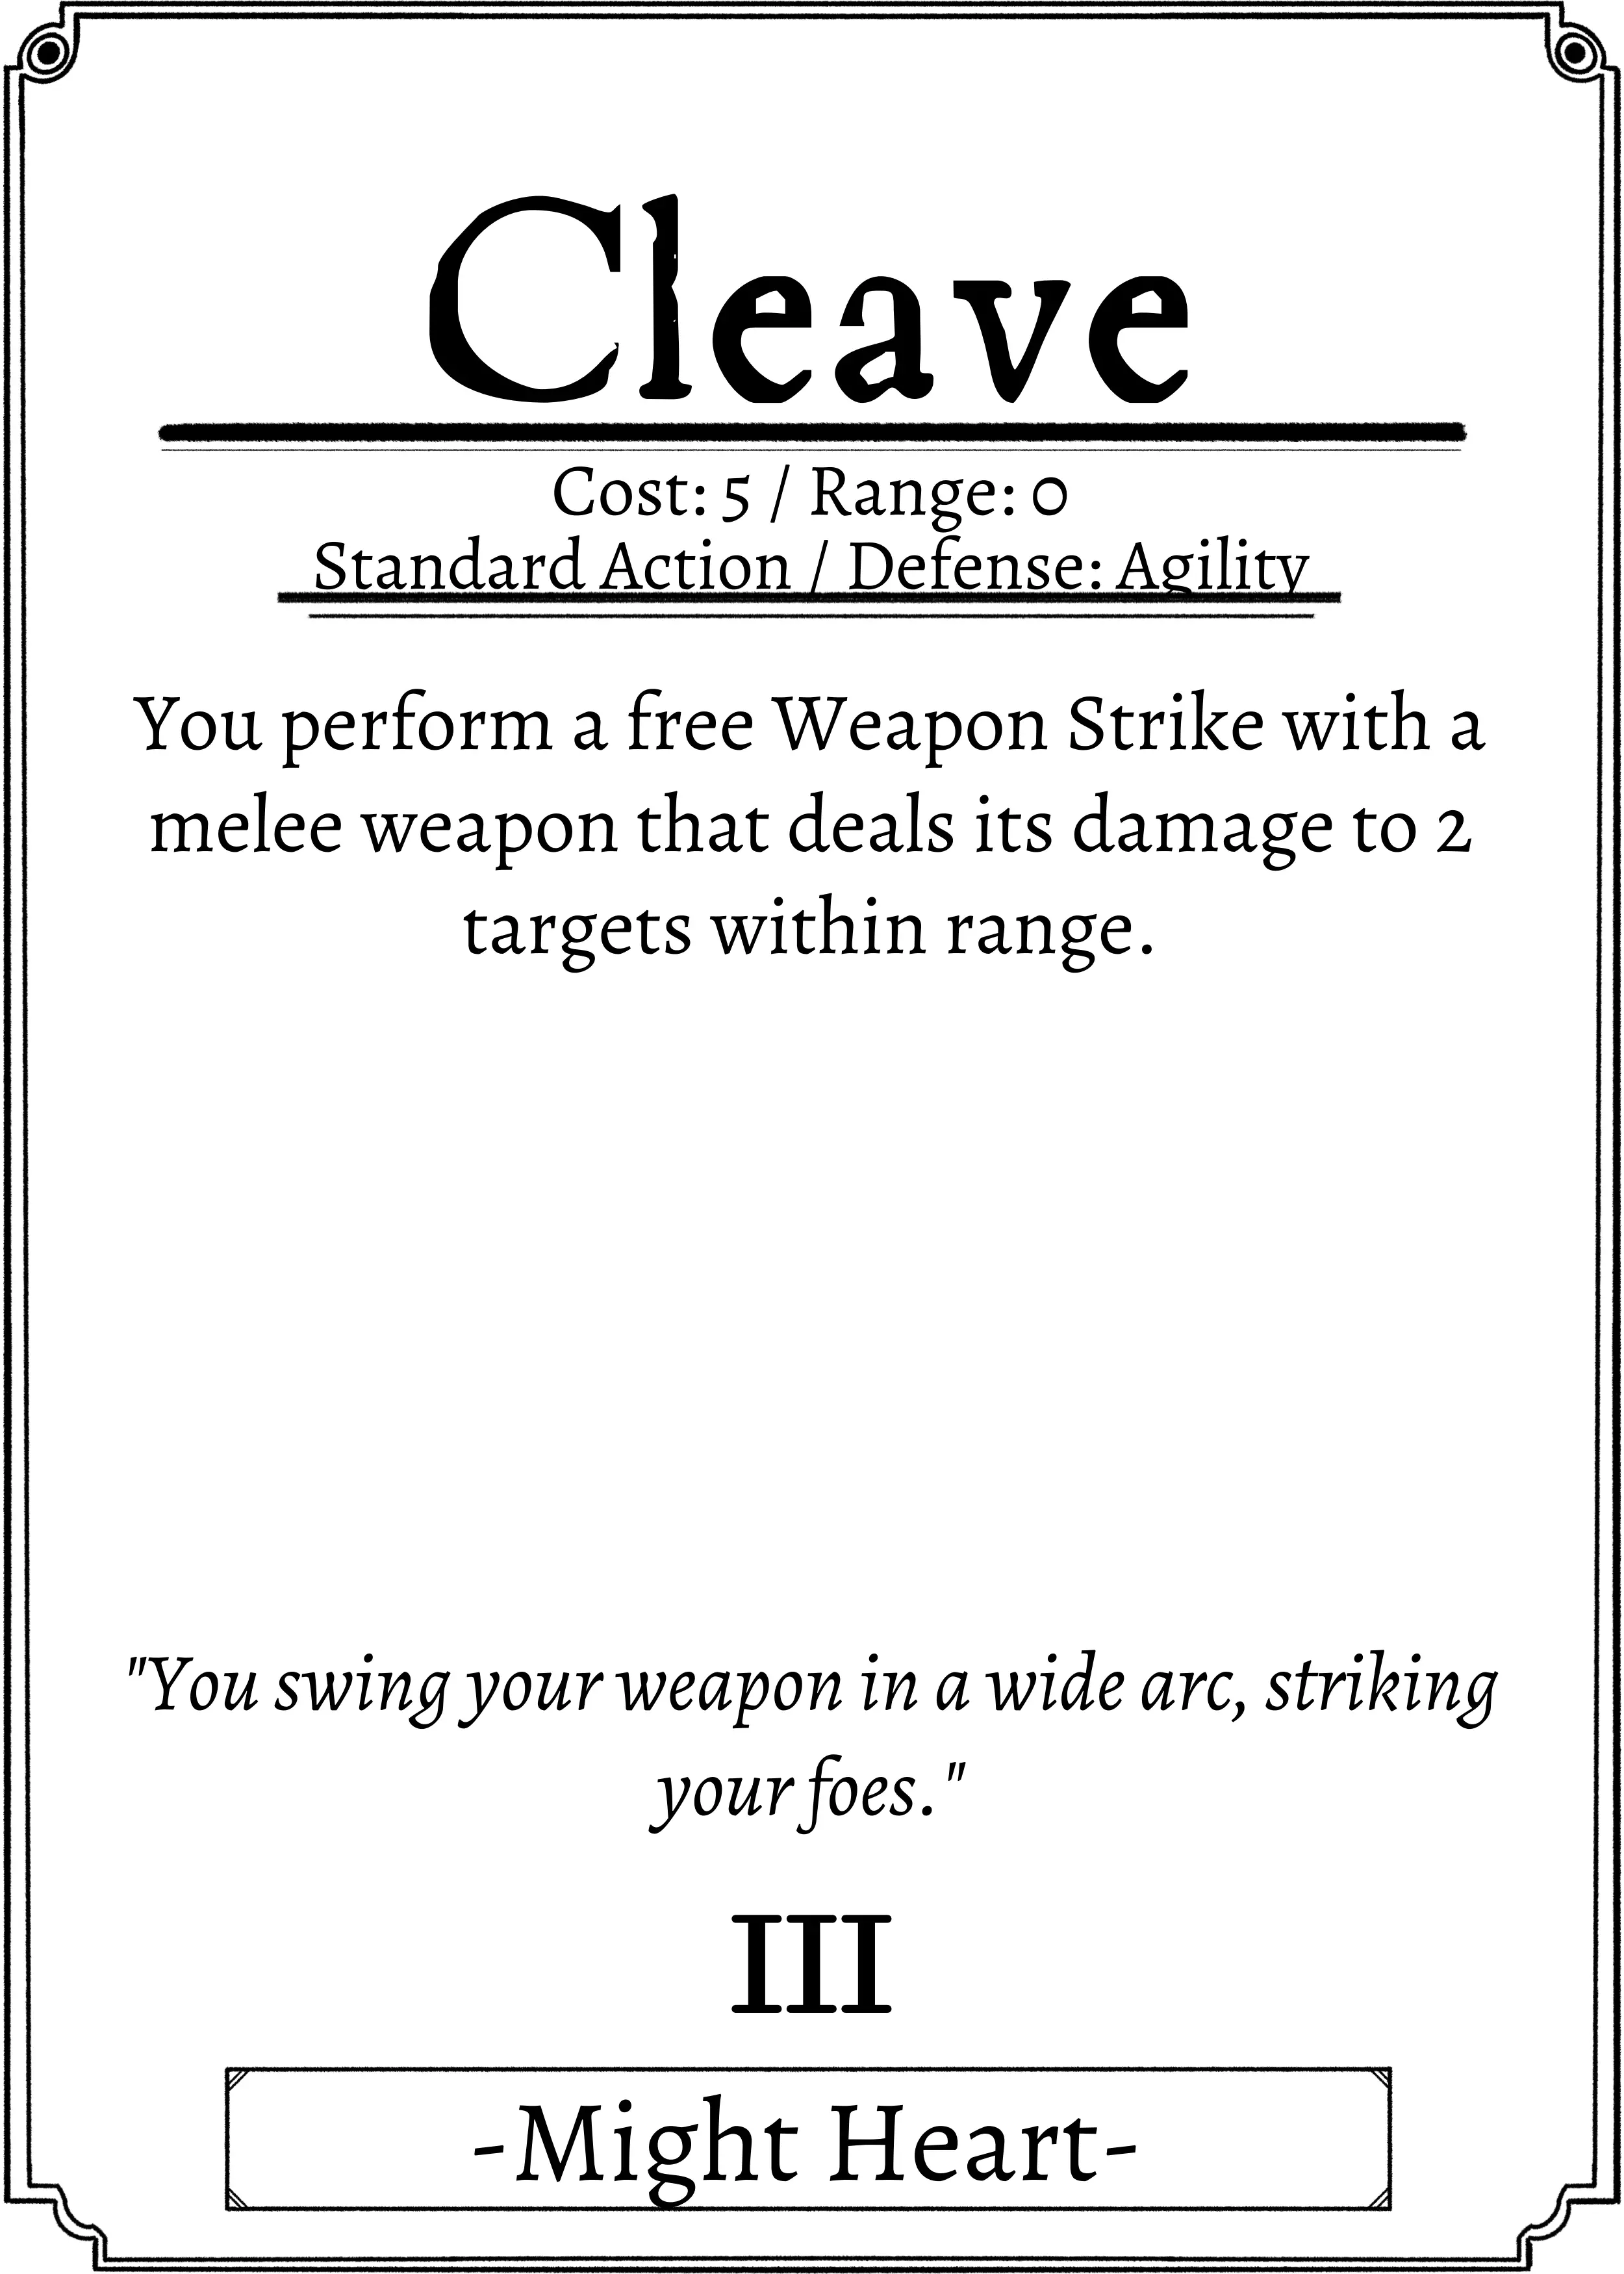 Cleave
Cost: 5 / Range: 0
Standard Action / Defense: Agility
You perform a free Weapon Strike with a
melee weapon that deals its damage to 2
targets within range.
"You swing your weapon in a wide arc, striking
your foes."
III
-Might Heart-